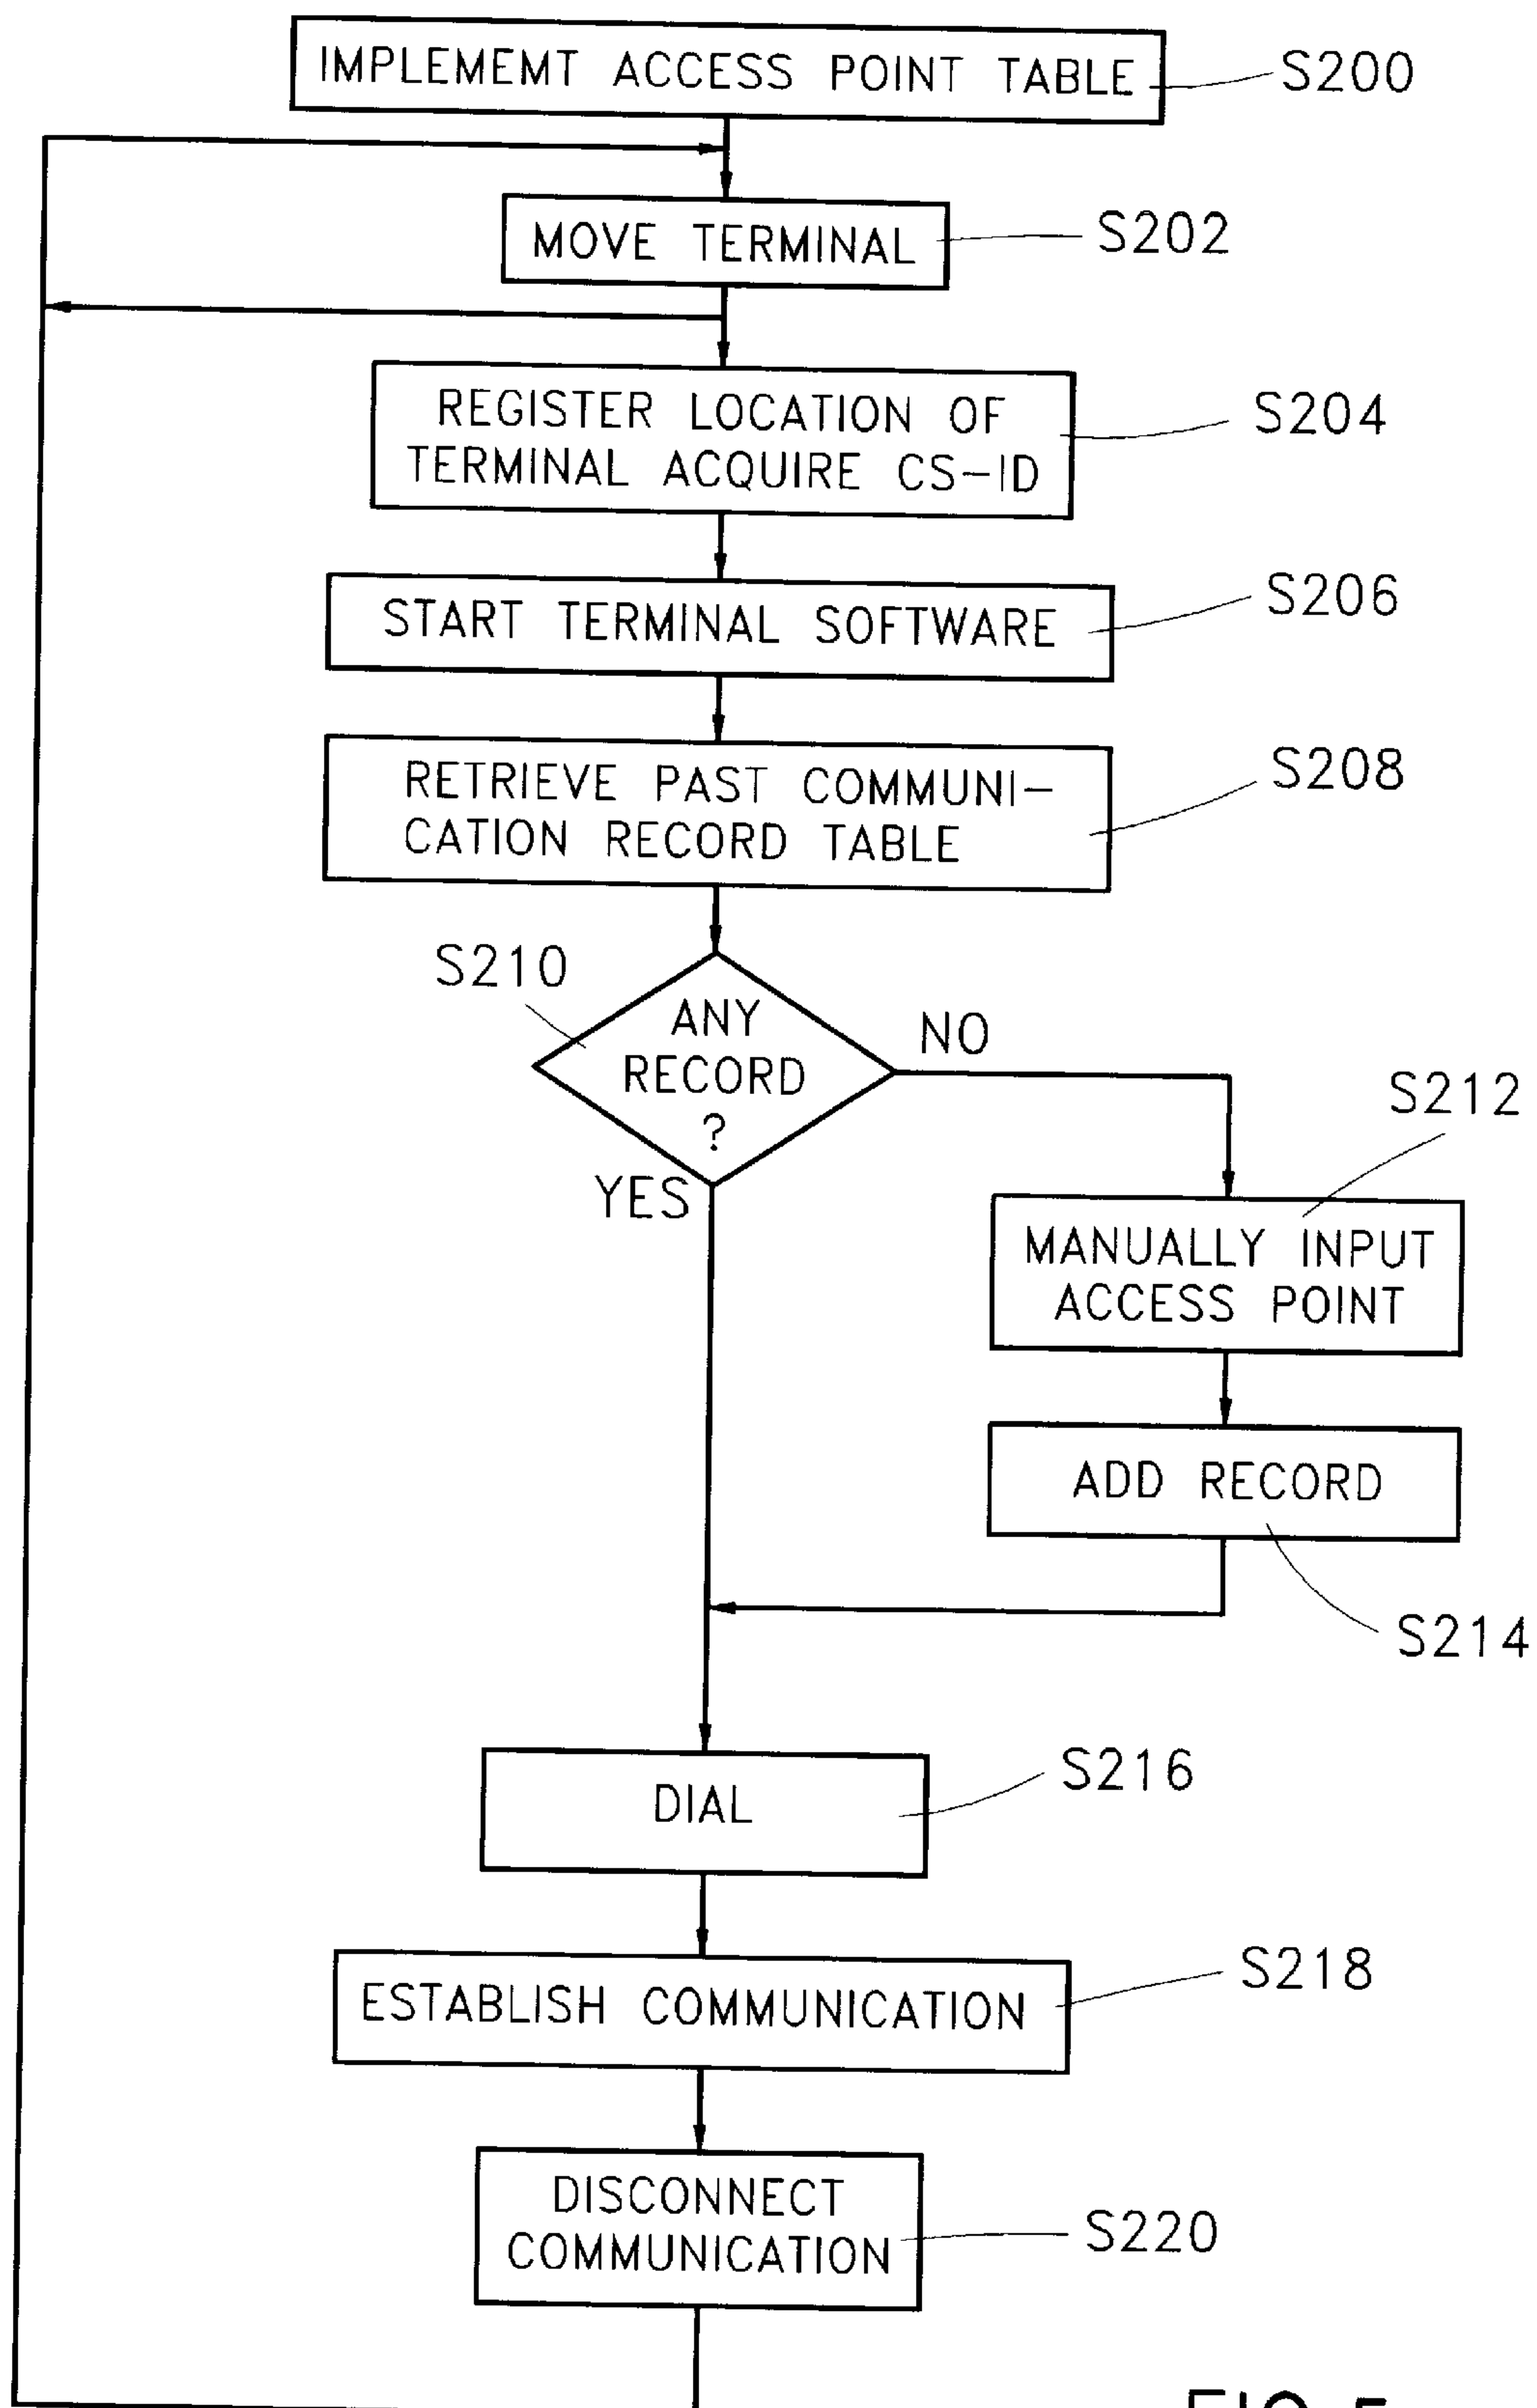 IMPLEMEMT ACCESS POINT TABLE
S200
MOVE TERMINAL
S202
REGISTER LOCATION OF
TERMINAL ACQUIRE CS-ID
S204
START TERMINAL SOFTWARE
S206
RETRIEVE PAST COMMUNI-
CATION RECORD TABLE
S208
S210
ANY
RECORD
?
NO
YES
S212
MANUALLY INPUT
ACCESS POINT
ADD RECORD
S214
DIAL
S216
ESTABLISH COMMUNICATION
S218
DISCONNECT
COMMUNICATION
S220